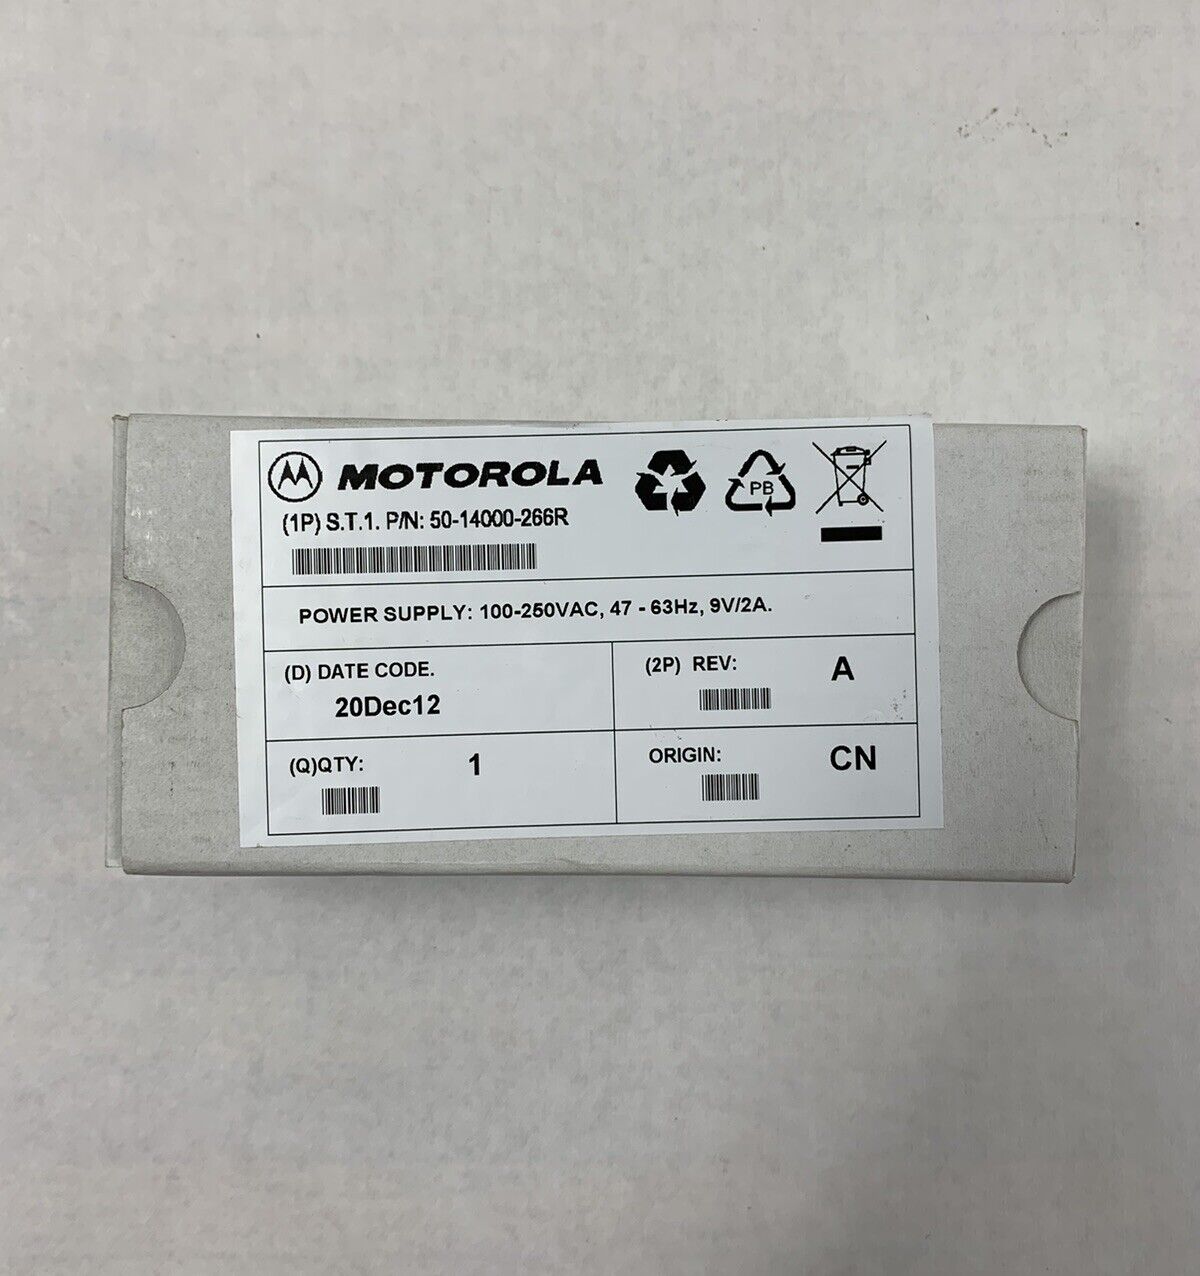 MOTOROLA
PB
(1P) S.T.1. P/N: 50-14000-266R
POWER SUPPLY: 100-250VAC, 47 - 63Hz, 9V/2A.
(D) DATE CODE.
20Dec12
(2P) REV: A
(Q)QTY: 1
ORIGIN: CN